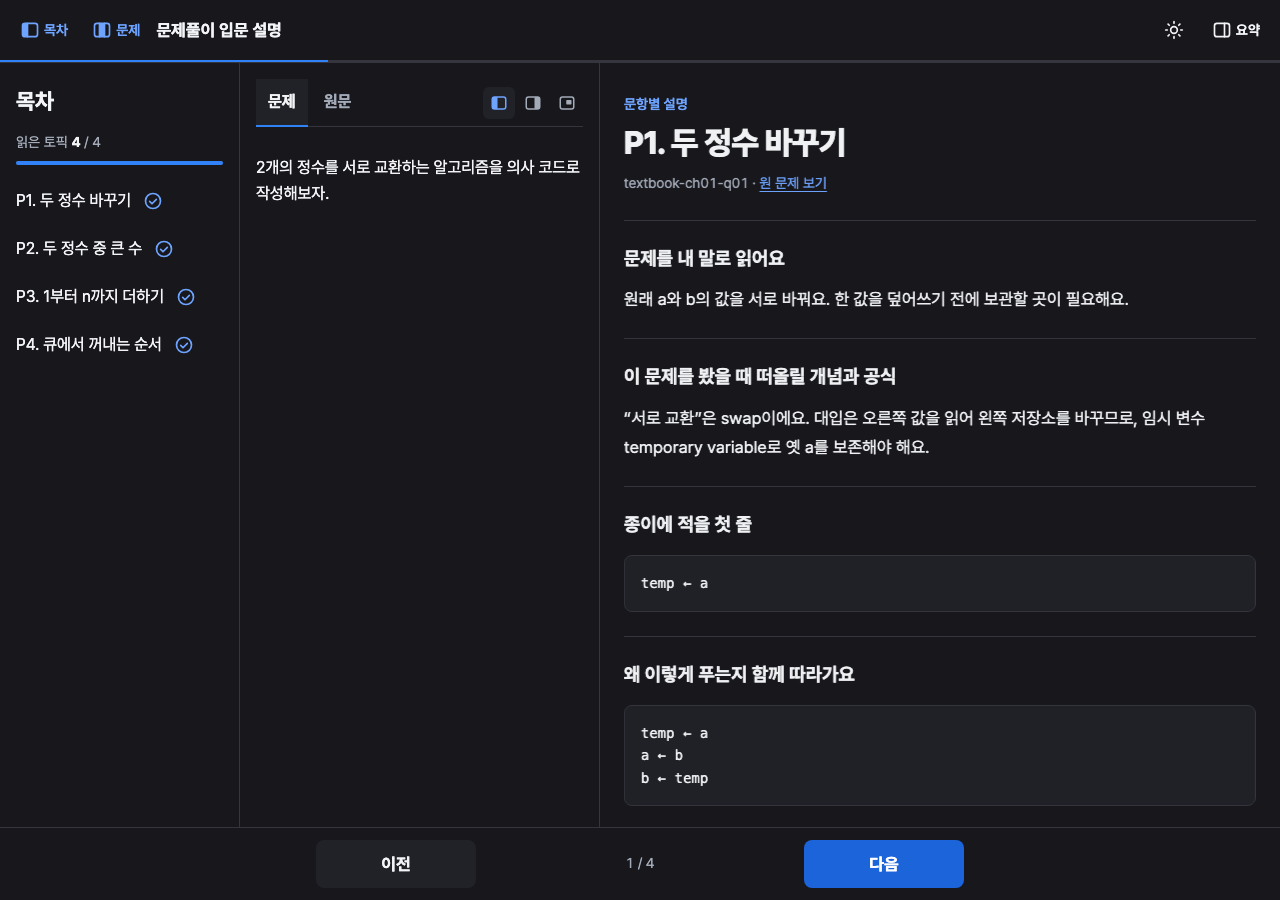 목차
문제
문제풀이 입문 설명
요약
목차
읽은 토픽 4 / 4
P1. 두 정수 바꾸기
P2. 두 정수 중 큰 수
P3. 1부터 n까지 더하기
P4. 큐에서 꺼내는 순서
문제
원문
2개의 정수를 서로 교환하는 알고리즘을 의사 코드로
작성해보자.
문항별 설명
P1. 두 정수 바꾸기
textbook-ch01-q01 · 원 문제 보기
문제를 내 말로 읽어요
원래 a와 b의 값을 서로 바꿔요. 한 값을 덮어쓰기 전에 보관할 곳이 필요해요.
이 문제를 봤을 때 떠올릴 개념과 공식
“서로 교환”은 swap이에요. 대입은 오른쪽 값을 읽어 왼쪽 저장소를 바꾸므로, 임시 변수
temporary variable로 옛 a를 보존해야 해요.
종이에 적을 첫 줄
temp ← a
왜 이렇게 푸는지 함께 따라가요
temp ← a
a ← b
b ← temp
이전
1 / 4
다음